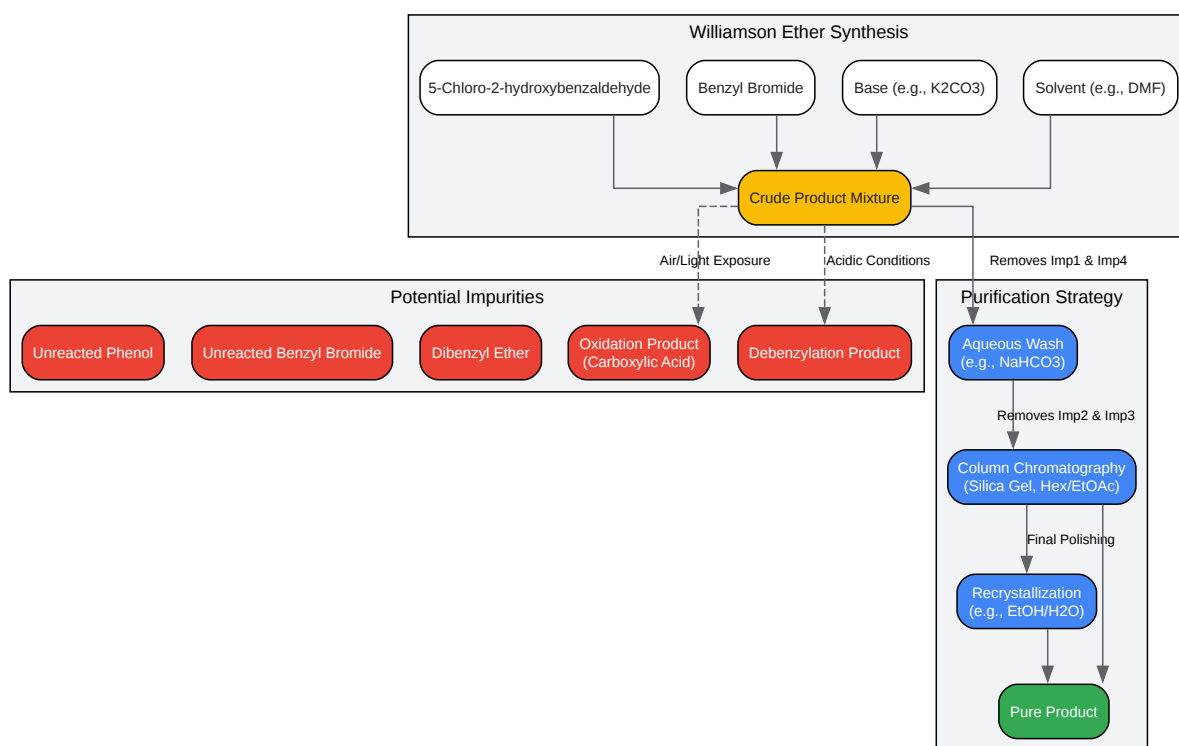 Williamson Ether Synthesis
5-Chloro-2-hydroxybenzaldehyde
Benzyl Bromide
Base (e.g., K2CO3)
Solvent (e.g., DMF)
Crude Product Mixture
Air/Light Exposure
Acidic Conditions
Removes Imp1 & Imp4
Potential Impurities
Unreacted Phenol
Unreacted Benzyl Bromide
Dibenzyl Ether
Oxidation Product
(Carboxylic Acid)
Debenzylation Product
Purification Strategy
Aqueous Wash
(e.g., NaHCO3)
Removes Imp2 & Imp3
Column Chromatography
(Silica Gel, Hex/EtOAc)
Final Polishing
Recrystallization
(e.g., EtOH/H2O)
Pure Product